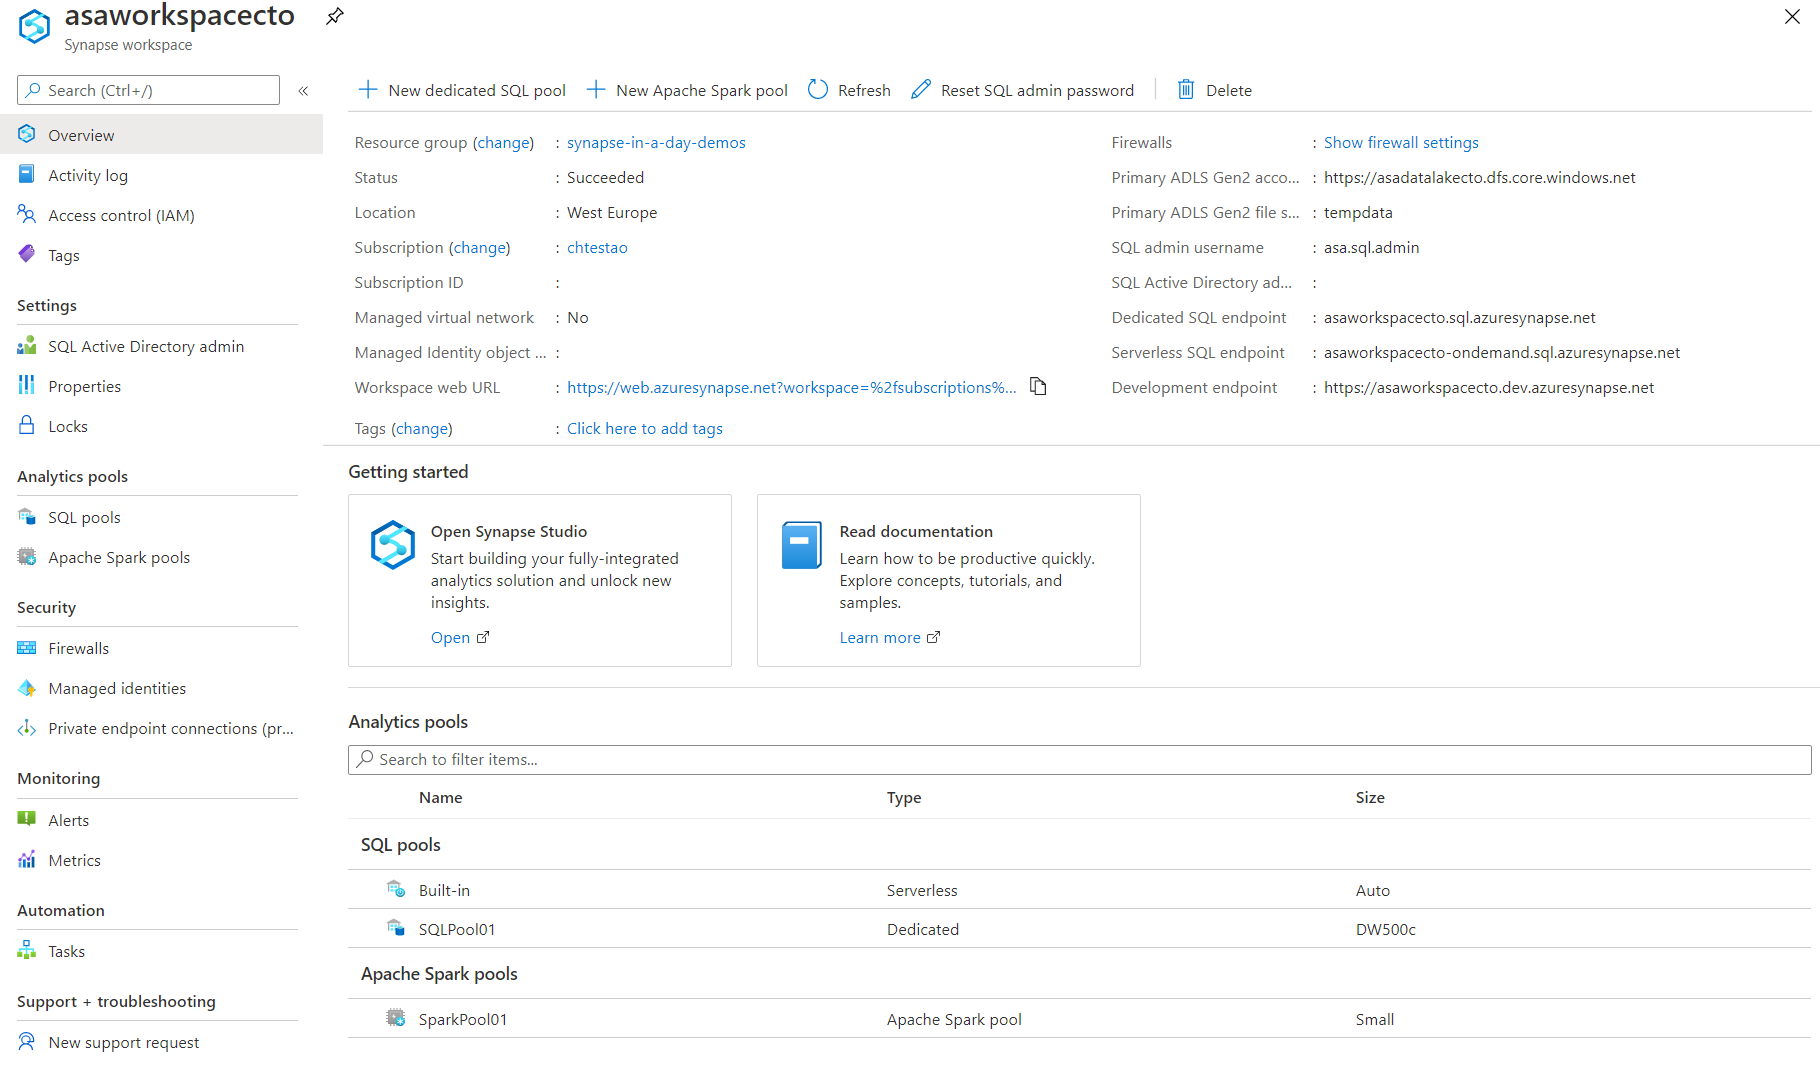 asaworkspacecto
Synapse workspace
Search (Ctrl+/)
«
Overview
Activity log
Access control (IAM)
Tags
Settings
SQL Active Directory admin
Properties
Locks
Analytics pools
SQL pools
Apache Spark pools
Security
Firewalls
Managed identities
Private endpoint connections (pr...
Monitoring
Alerts
Metrics
Automation
Tasks
Support + troubleshooting
New support request
New dedicated SQL pool
New Apache Spark pool
Refresh
Reset SQL admin password
Delete
Resource group (change) : synapse-in-a-day-demos
Status : Succeeded
Location : West Europe
Subscription (change) : chtestao
Subscription ID :
Managed virtual network : No
Managed Identity object ... :
Workspace web URL : https://web.azuresynapse.net?workspace=%2fsubscriptions%...
Tags (change) : Click here to add tags
Firewalls : Show firewall settings
Primary ADLS Gen2 acco... : https://asadatalakecto.dfs.core.windows.net
Primary ADLS Gen2 file s... : tempdata
SQL admin username : asa.sql.admin
SQL Active Directory ad... :
Dedicated SQL endpoint : asaworkspacecto.sql.azuresynapse.net
Serverless SQL endpoint : asaworkspacecto-ondemand.sql.azuresynapse.net
Development endpoint : https://asaworkspacecto.dev.azuresynapse.net
Getting started
Open Synapse Studio
Start building your fully-integrated
analytics solution and unlock new
insights.
Open
Read documentation
Learn how to be productive quickly.
Explore concepts, tutorials, and
samples.
Learn more
Analytics pools
Search to filter items...
Name Type Size
SQL pools
Built-in Serverless Auto
SQLPool01 Dedicated DW500c
Apache Spark pools
SparkPool01 Apache Spark pool Small